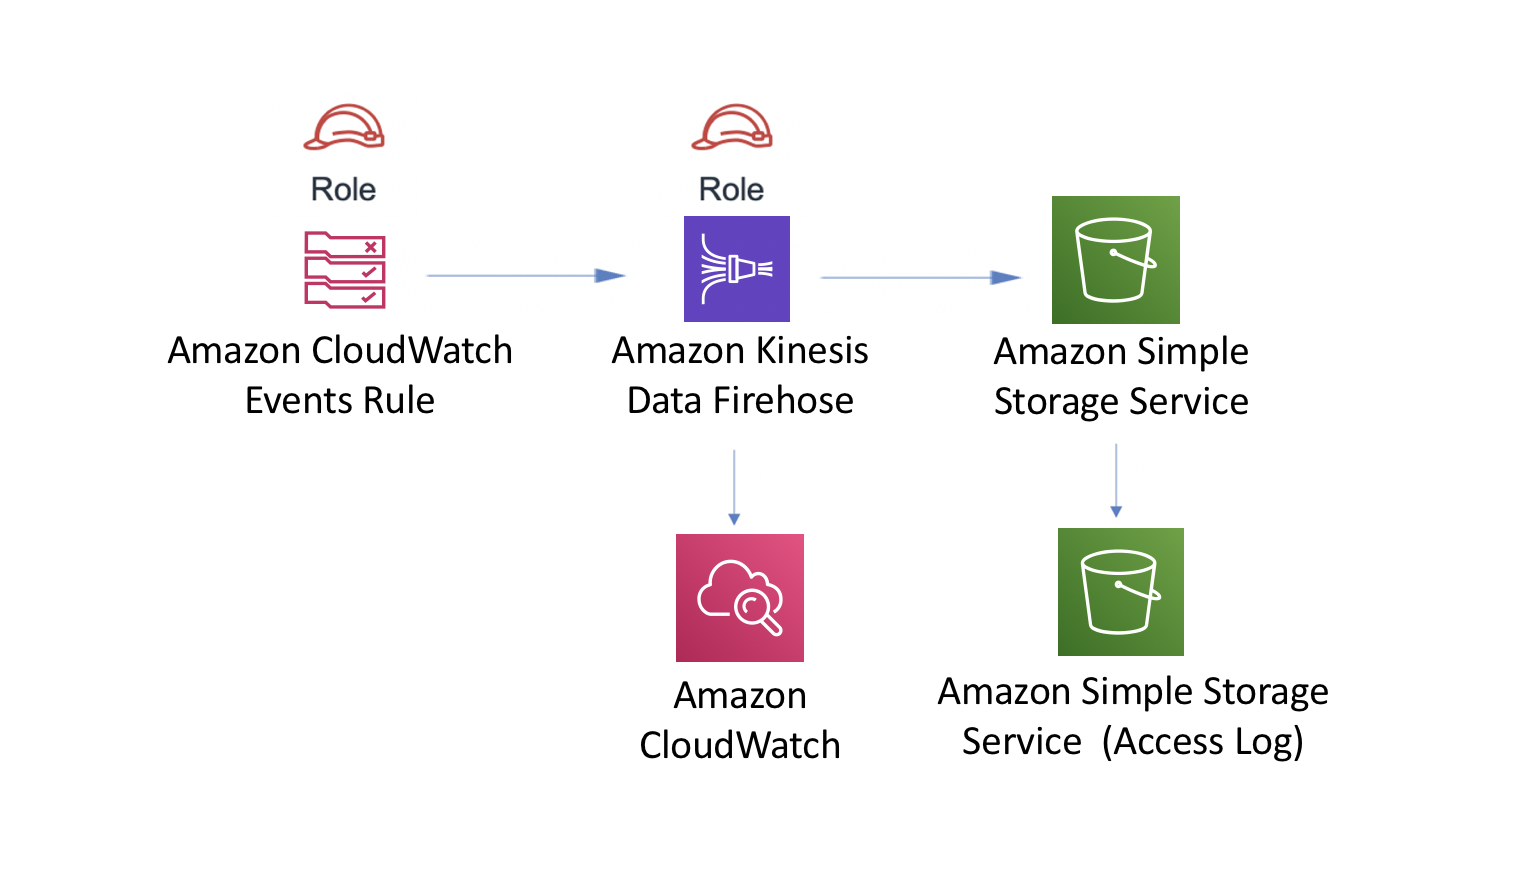 Role
Amazon CloudWatch
Events Rule
Role
Amazon Kinesis
Data Firehose
Amazon Simple
Storage Service
Amazon
CloudWatch
Amazon Simple Storage
Service  (Access Log)